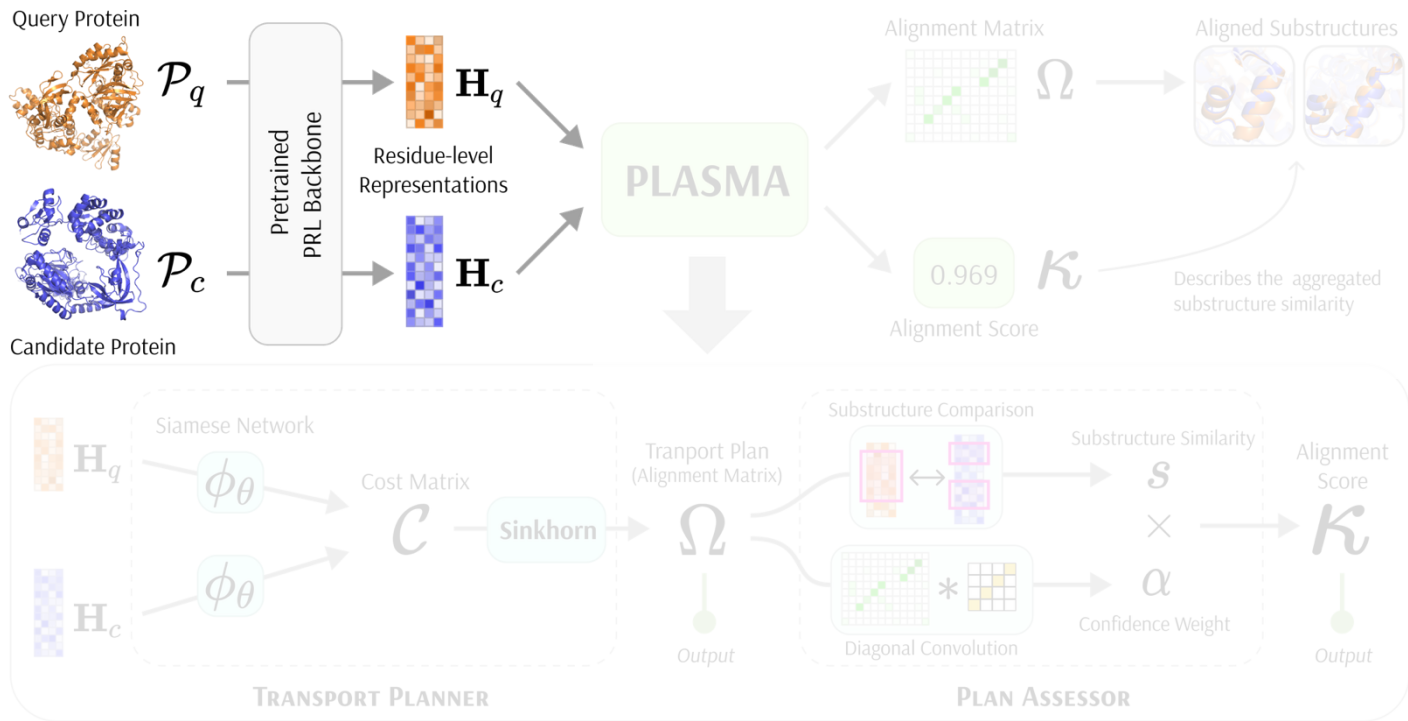 Query Protein
𝒫q
Pretrained
PRL Backbone
Hq
Residue-level
Representations
𝒫c
Hc
Candidate Protein
PLASMA
Alignment Matrix
Ω
Aligned Substructures
0.969
𝜿
Alignment Score
Describes the aggregated
substructure similarity
Hq
Siamese Network
ϕθ
Hc
ϕθ
Cost Matrix
𝒞
Sinkhorn
Tranport Plan
(Alignment Matrix)
Ω
Output
TRANSPORT PLANNER
Substructure Comparison
↔
*
Diagonal Convolution
Substructure Similarity
s
×
α
Confidence Weight
Alignment
Score
𝜿
Output
PLAN ASSESSOR